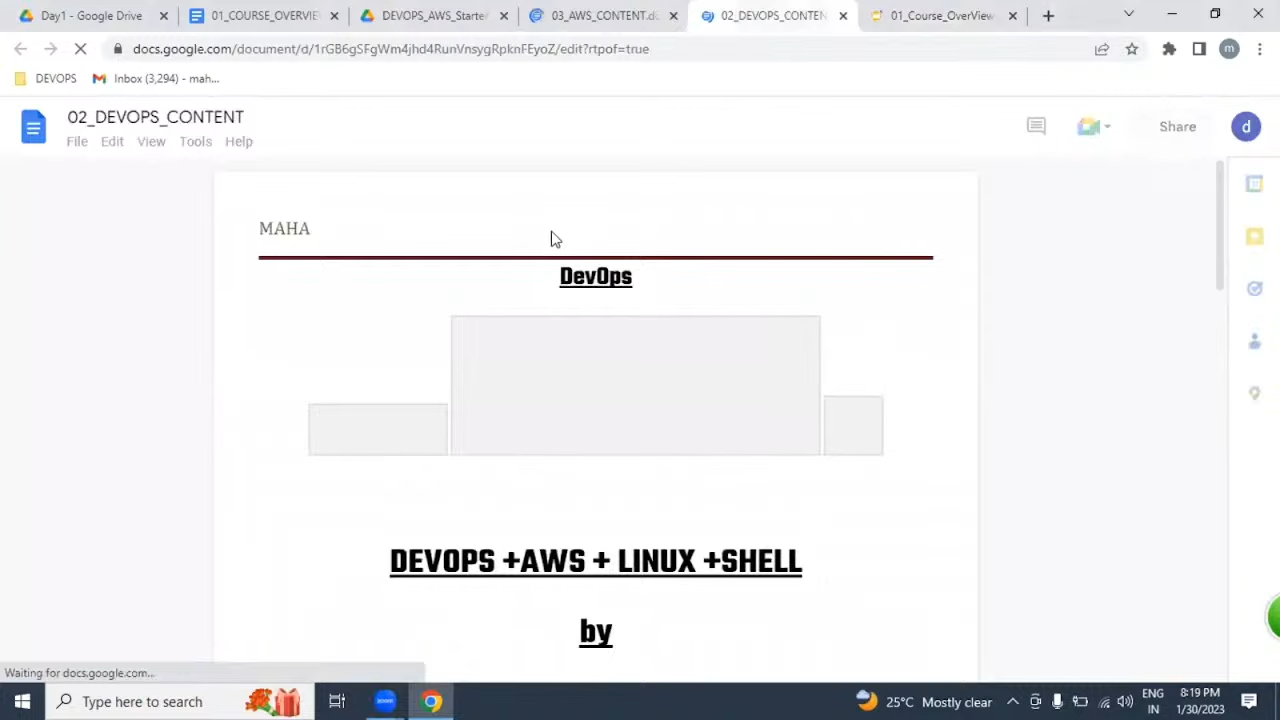 Day1 - Google Drive
01_COURSE_OVERVIE
DEVOPS_AWS_Starte
03_AWS_CONTENT.d
02_DEVOPS_CONTEN
01_Course_OverView
docs.google.com/document/d/1rGB6gSFgWm4jhd4RunVnsygRpknFEyoZ/edit?rtpof=true
m
DEVOPS
Inbox (3,294) - mah...
02_DEVOPS_CONTENT
File Edit View Tools Help
Share
d
MAHA
DevOps
DEVOPS +AWS + LINUX +SHELL
by
Waiting for docs.google.com...
Type here to search
zoom
25°C Mostly clear
ENG
IN
8:19 PM
1/30/2023